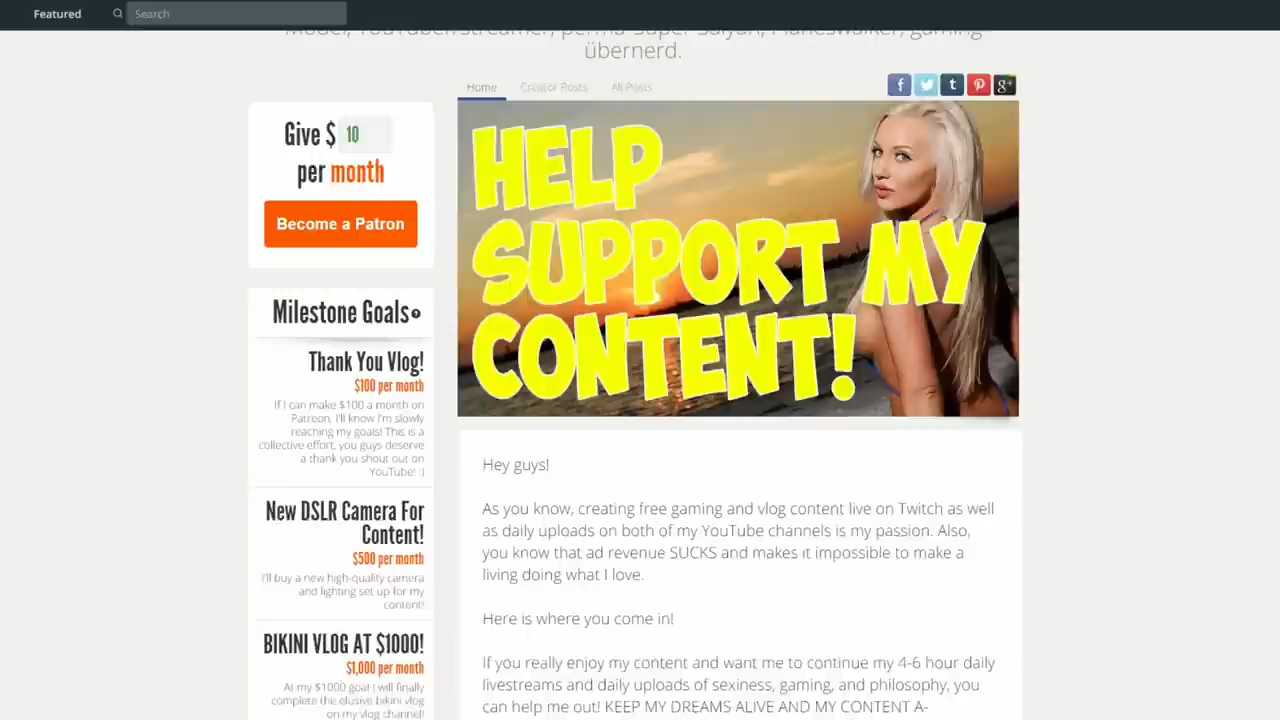 Featured
Search
Model, YouTuber/streamer, perma-Super Saiyan, Planeswalker, gaming
übernerd.
Home Creator Posts All Posts
f t g+
Give $ 10
per month
Become a Patron
HELP
SUPPORT MY
CONTENT!
Milestone Goals
Thank You Vlog!
$100 per month
If I can make $100 a month on
Patreon, I'll know I'm slowly
reaching my goals! This is a
collective effort, you guys deserve
a thank you shout out on
YouTube! :)
New DSLR Camera For
Content!
$500 per month
I'll buy a new high-quality camera
and lighting set up for my
content!
BIKINI VLOG AT $1000!
$1,000 per month
At my $1000 goal I will finally
complete the elusive bikini vlog
on my vlog channel!
Hey guys!
As you know, creating free gaming and vlog content live on Twitch as well
as daily uploads on both of my YouTube channels is my passion. Also,
you know that ad revenue SUCKS and makes it impossible to make a
living doing what I love.
Here is where you come in!
If you really enjoy my content and want me to continue my 4-6 hour daily
livestreams and daily uploads of sexiness, gaming, and philosophy, you
can help me out! KEEP MY DREAMS ALIVE AND MY CONTENT A-